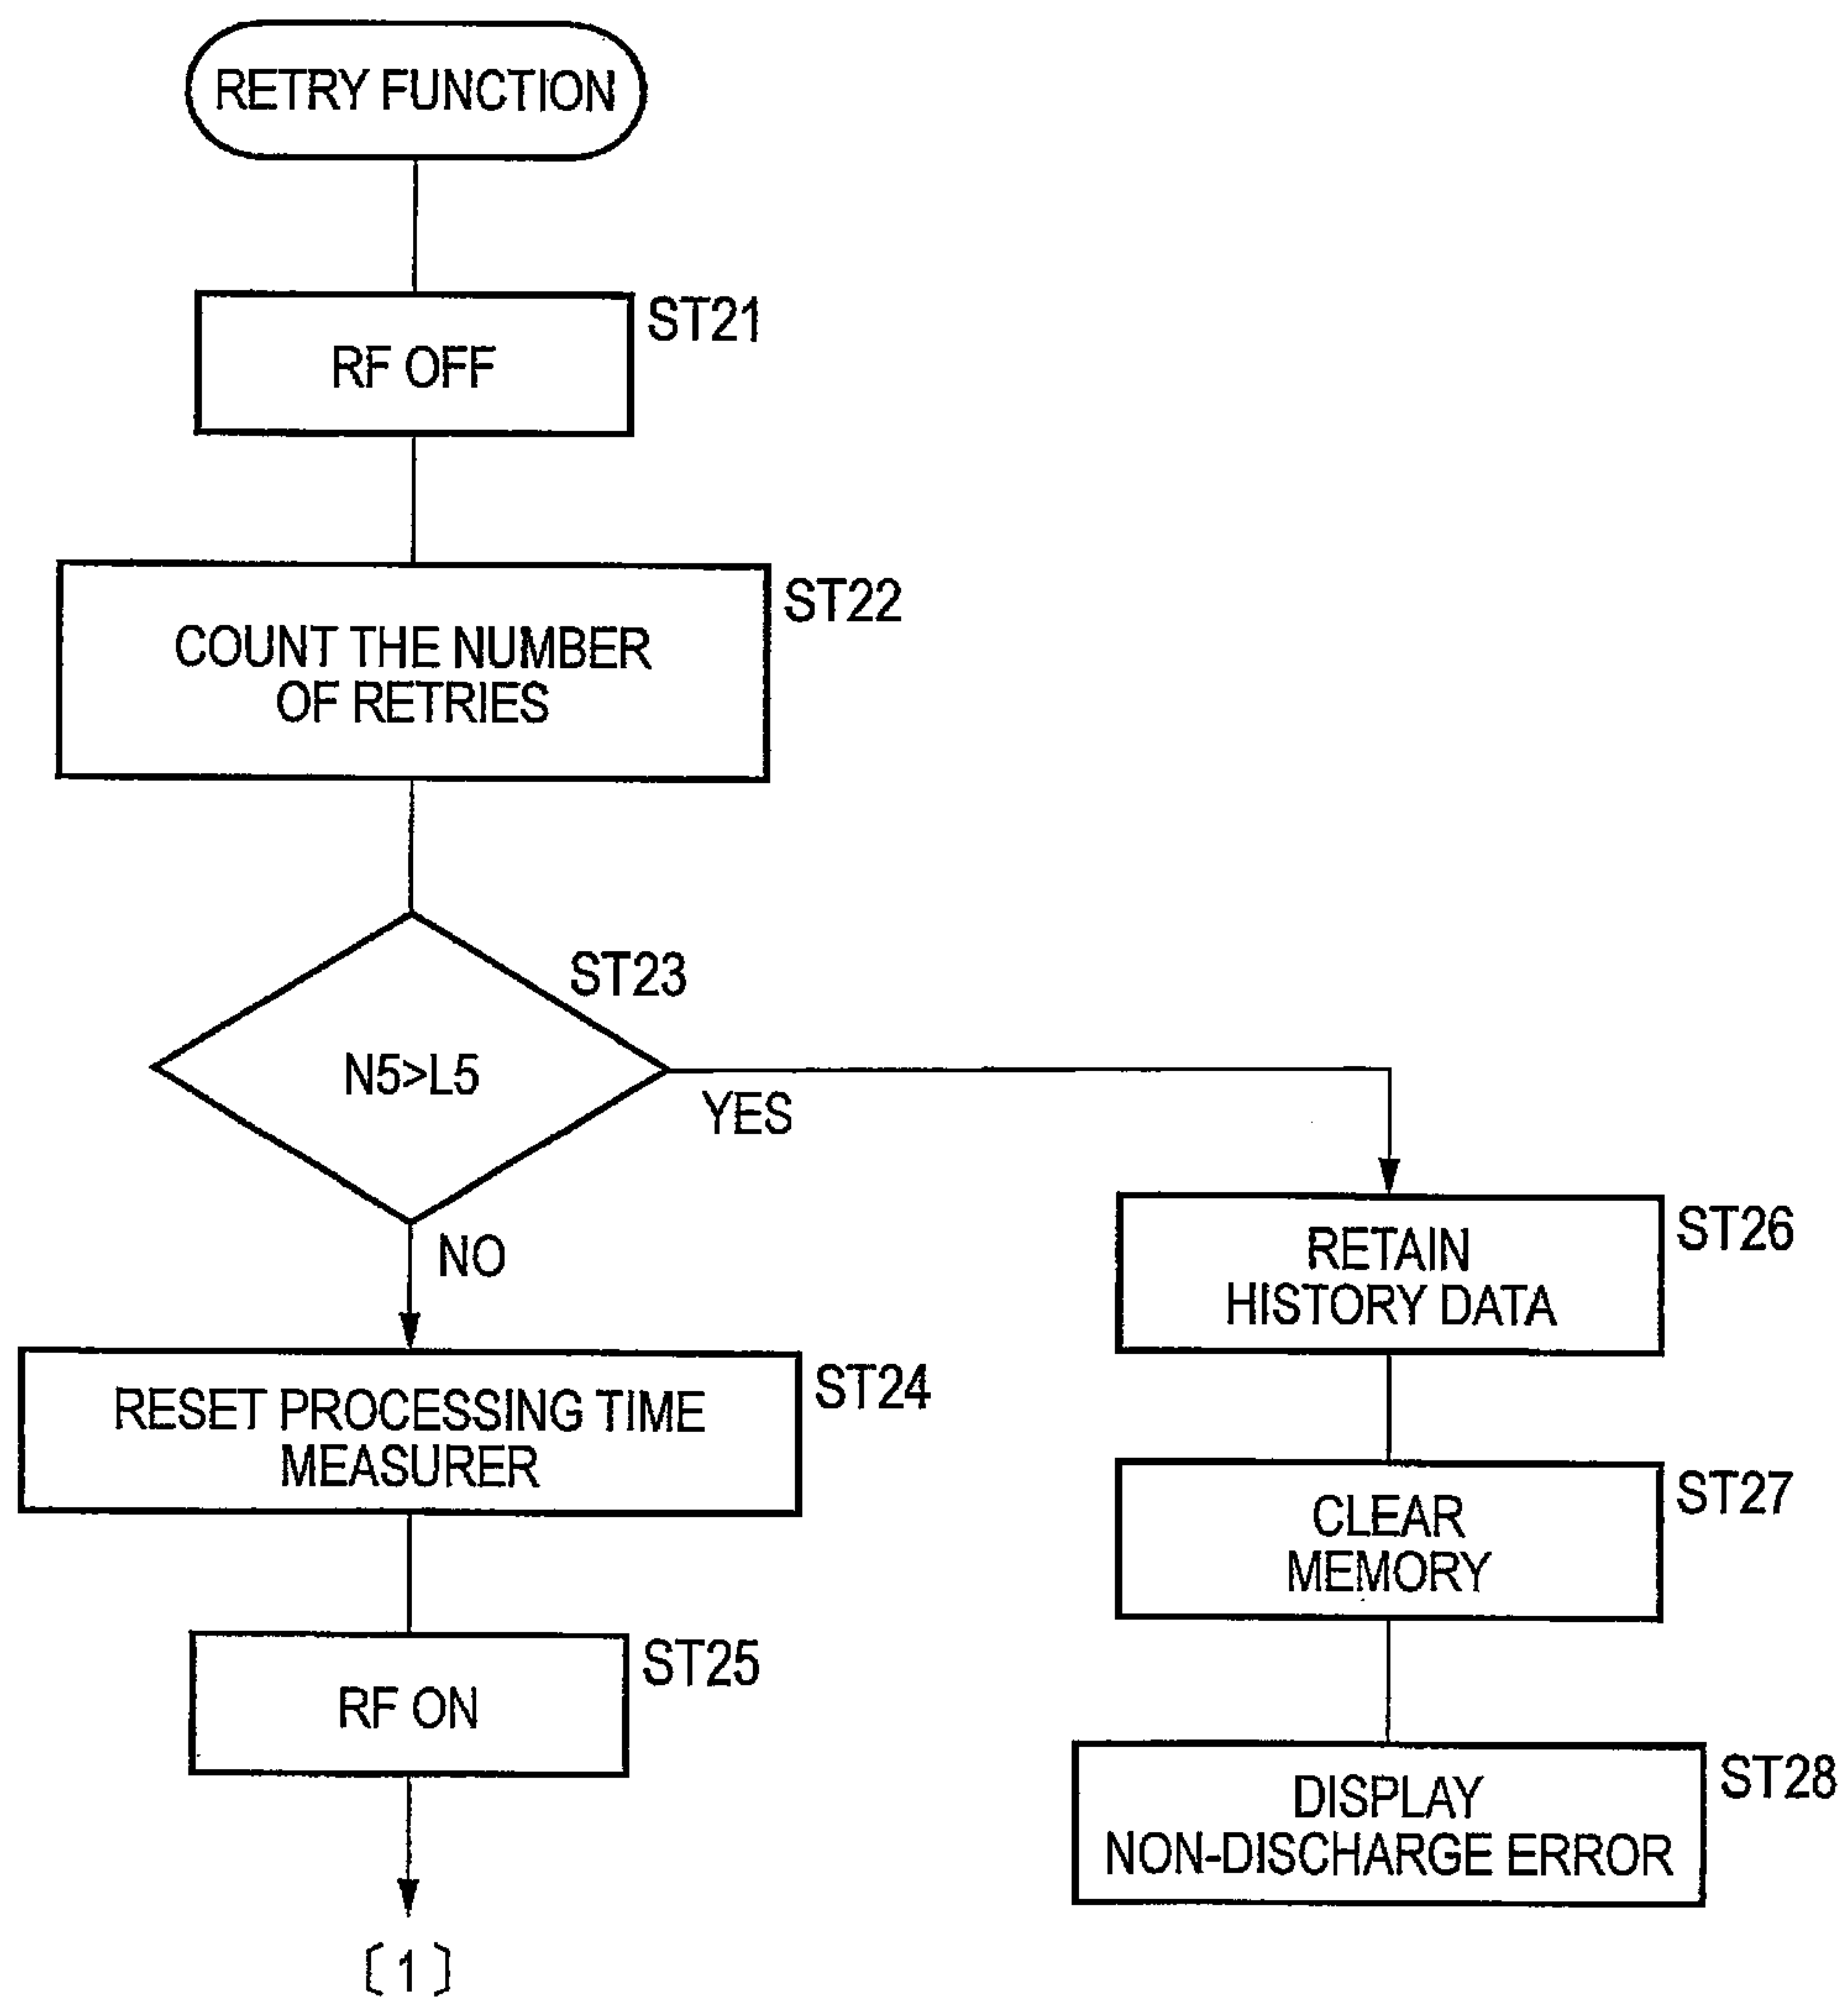 RETRY FUNCTION
ST21
RF OFF
ST22
COUNT THE NUMBER
OF RETRIES
ST23
N5>L5
YES
NO
ST24
RESET PROCESSING TIME
MEASURER
ST25
RF ON
[1]
ST26
RETAIN
HISTORY DATA
ST27
CLEAR
MEMORY
ST28
DISPLAY
NON-DISCHARGE ERROR